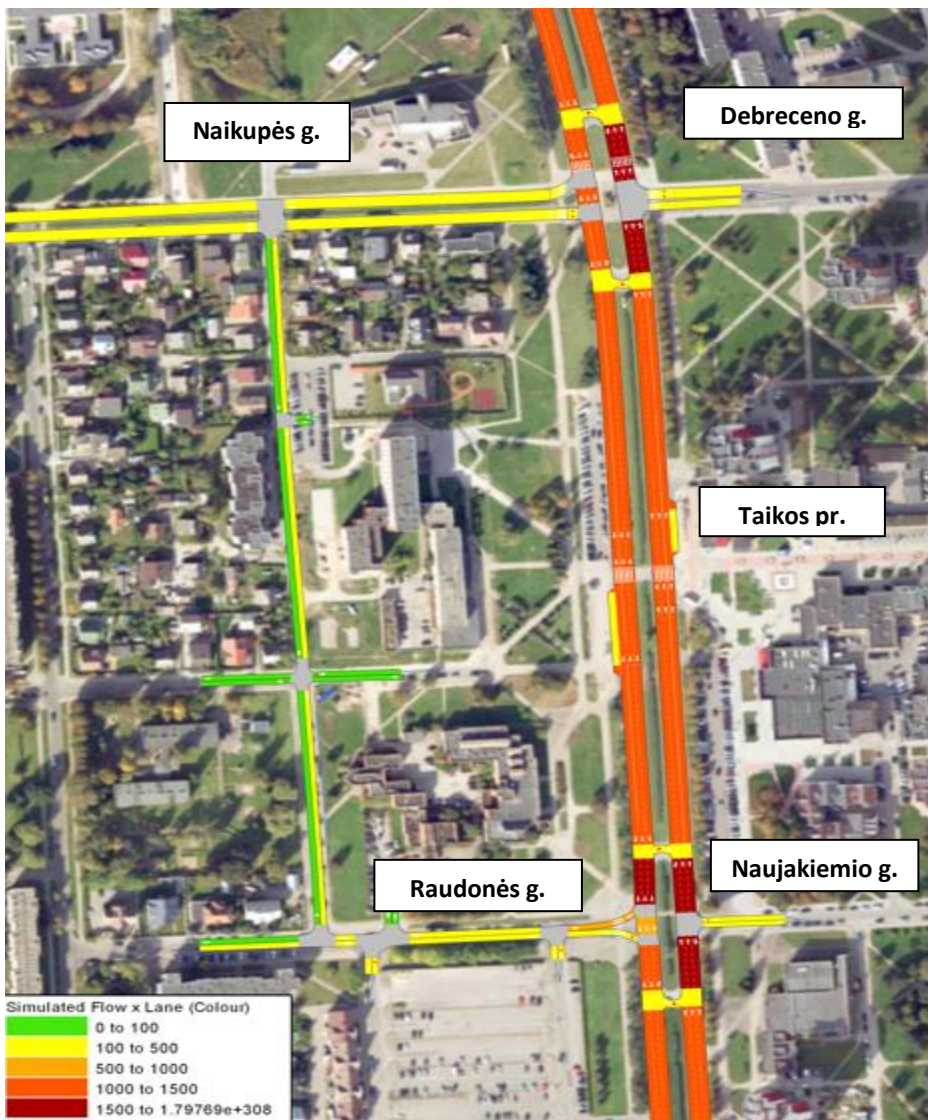 Naikupės g.
Debreceno g.
Taikos pr.
Raudonės g.
Naujakiemio g.
Simulated Flow x Lane (Colour)
0 to 100
100 to 500
500 to 1000
1000 to 1500
1500 to 1.79769e+308